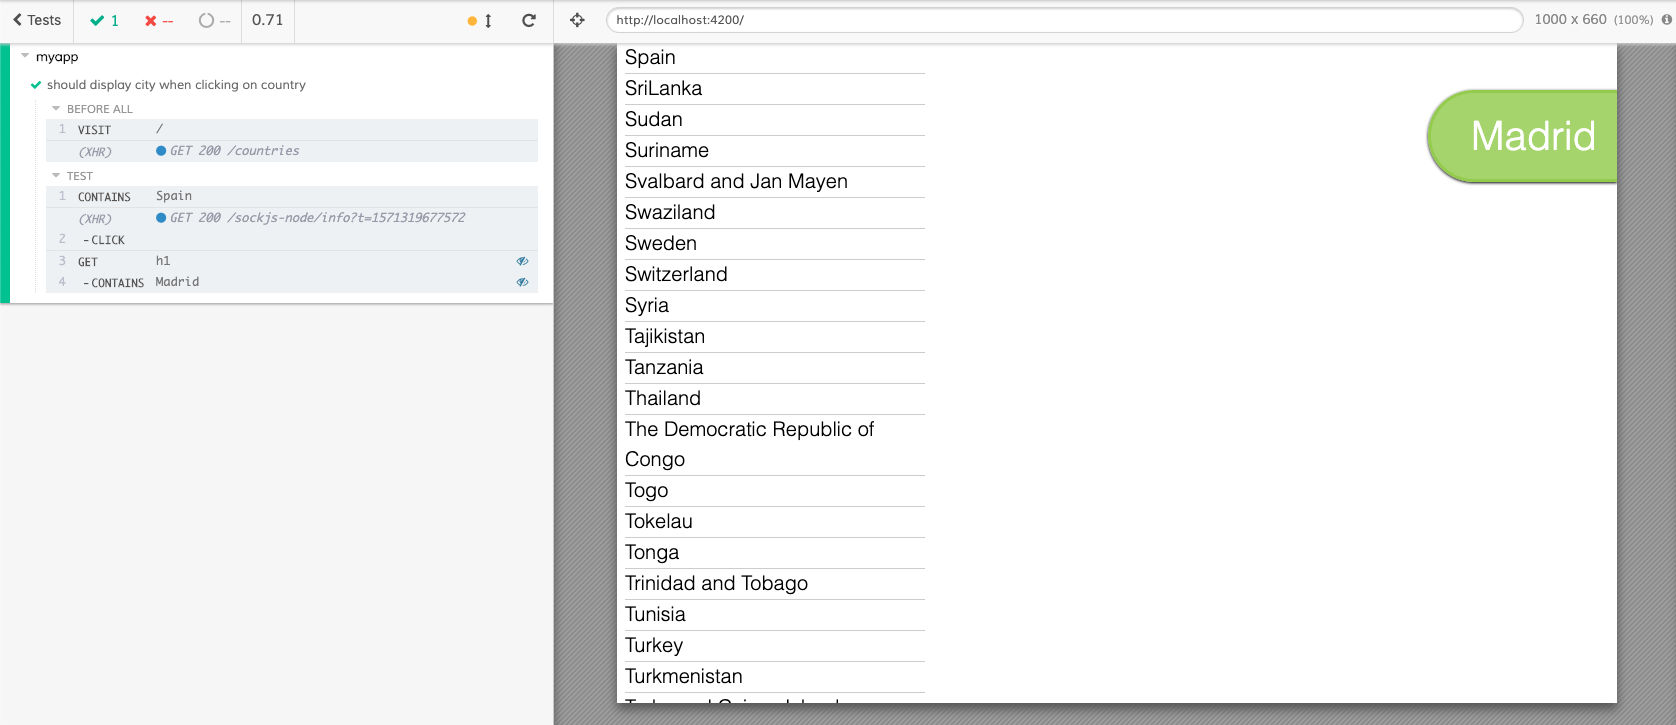 Tests 1 -- -- 0.71
http://localhost:4200/ 1000 x 660 (100%)
myapp
should display city when clicking on country
BEFORE ALL
1 VISIT /
(XHR) GET 200 /countries
TEST
1 CONTAINS Spain
(XHR) GET 200 /sockjs-node/info?t=1571319677572
2 -CLICK
3 GET h1
4 -CONTAINS Madrid
Spain
SriLanka
Sudan
Suriname
Svalbard and Jan Mayen
Swaziland
Sweden
Switzerland
Syria
Tajikistan
Tanzania
Thailand
The Democratic Republic of
Congo
Togo
Tokelau
Tonga
Trinidad and Tobago
Tunisia
Turkey
Turkmenistan
Madrid